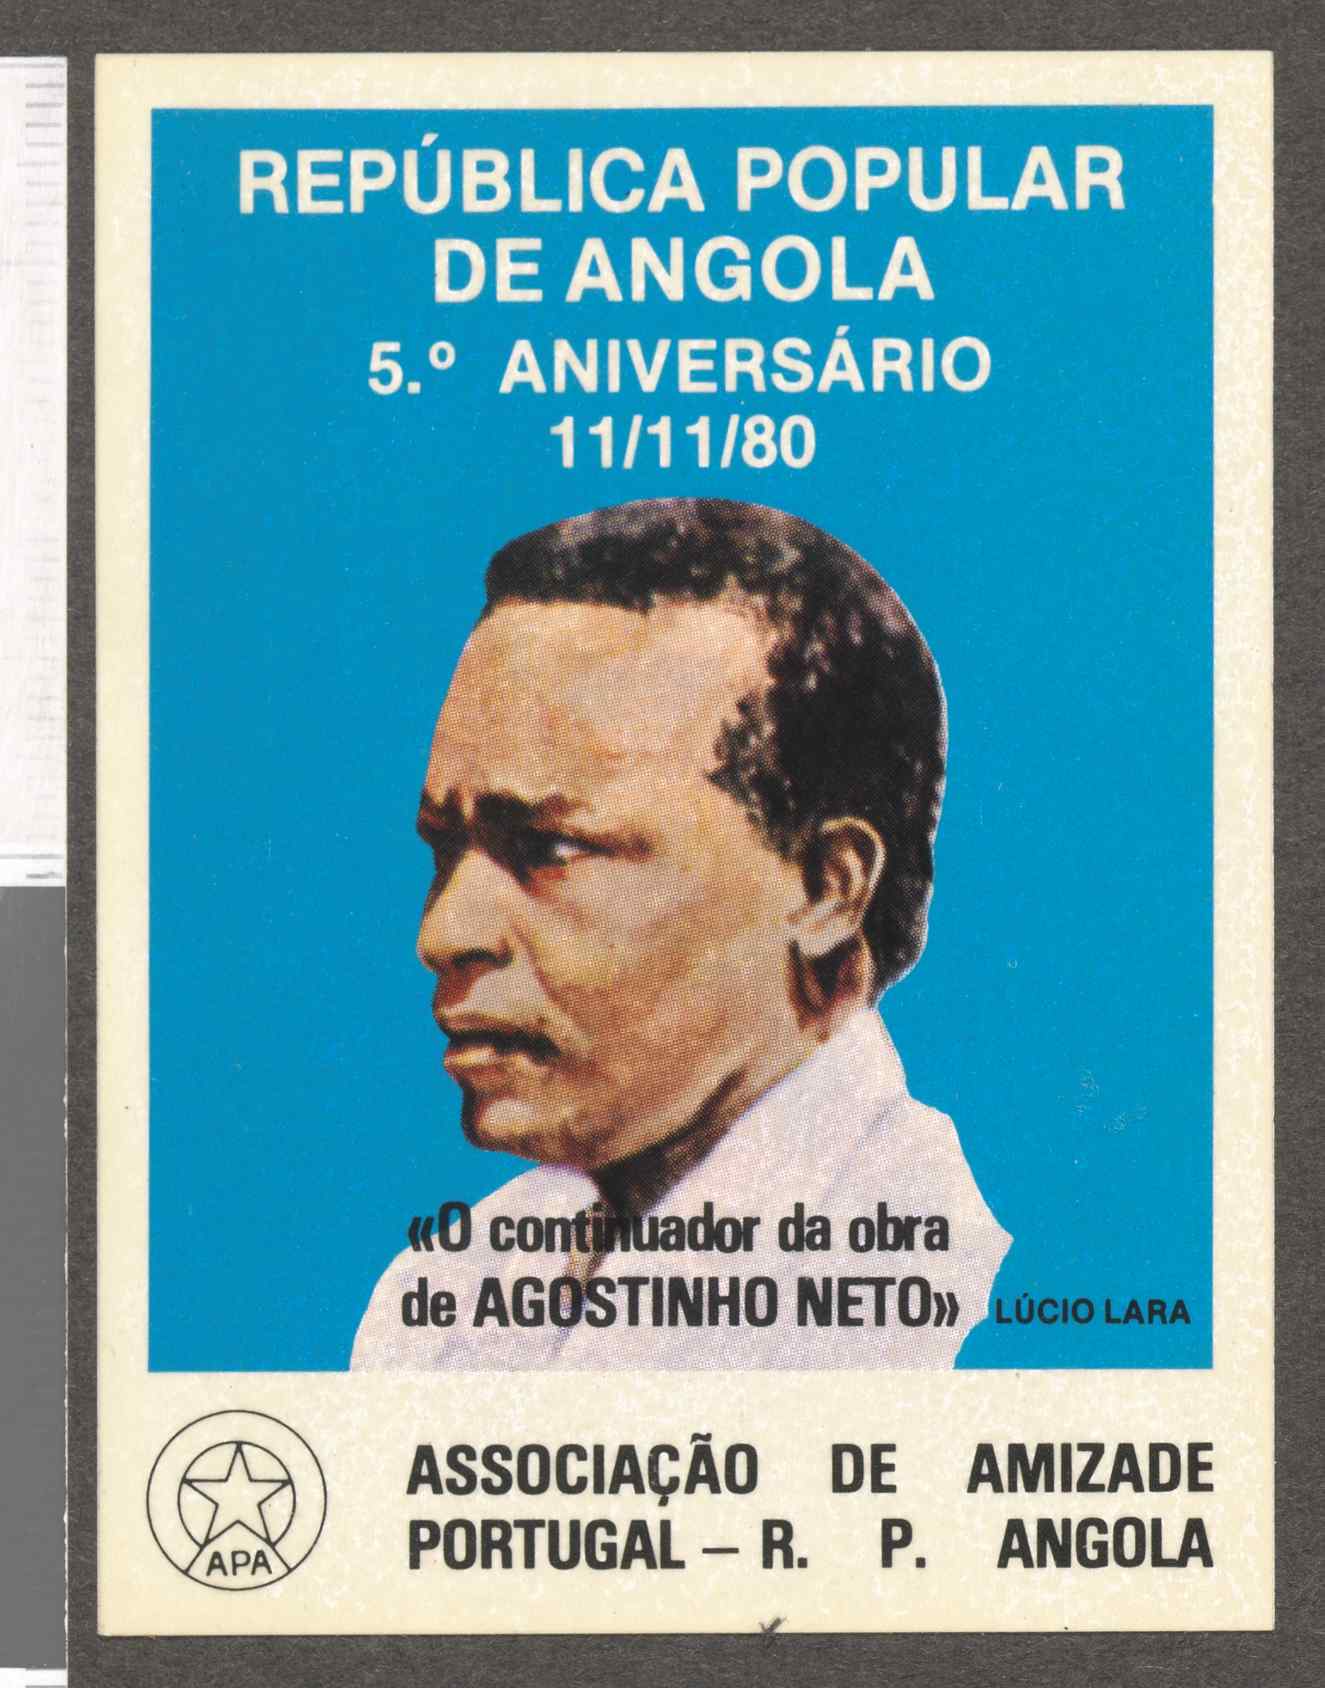 REPÚBLICA POPULAR
DE ANGOLA
5.º ANIVERSÁRIO
11/11/80
«O continuador da obra
de AGOSTINHO NETO» LÚCIO LARA
APA
ASSOCIAÇÃO DE AMIZADE
PORTUGAL – R. P. ANGOLA